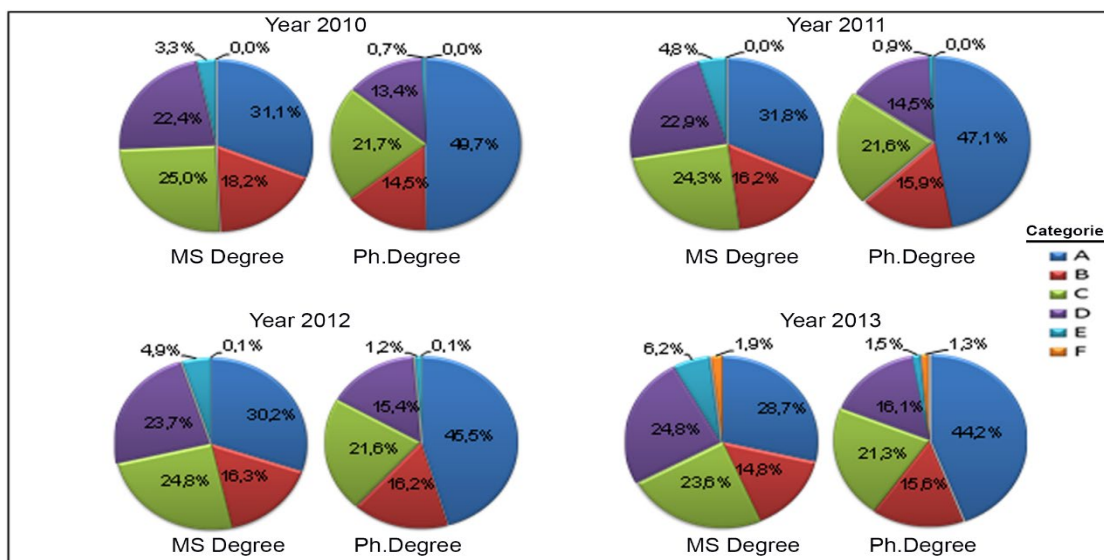 Year 2010
3,3%
0,0%
0,7%
0,0%
31,1%
22,4%
25,0%
18,2%
13,4%
21,7%
49,7%
14,5%
MS Degree
Ph.Degree
Year 2011
4,8%
0,0%
0,9%
0,0%
31,8%
22,9%
24,3%
16,2%
14,5%
21,6%
47,1%
15,9%
MS Degree
Ph.Degree
Categorie
A
B
C
D
E
F
Year 2012
4,9%
0,1%
1,2%
0,1%
30,2%
23,7%
24,8%
16,3%
15,4%
21,6%
45,5%
16,2%
MS Degree
Ph.Degree
Year 2013
6,2%
1,9%
1,5%
1,3%
28,7%
24,8%
23,6%
14,8%
16,1%
21,3%
44,2%
15,6%
MS Degree
Ph.Degree